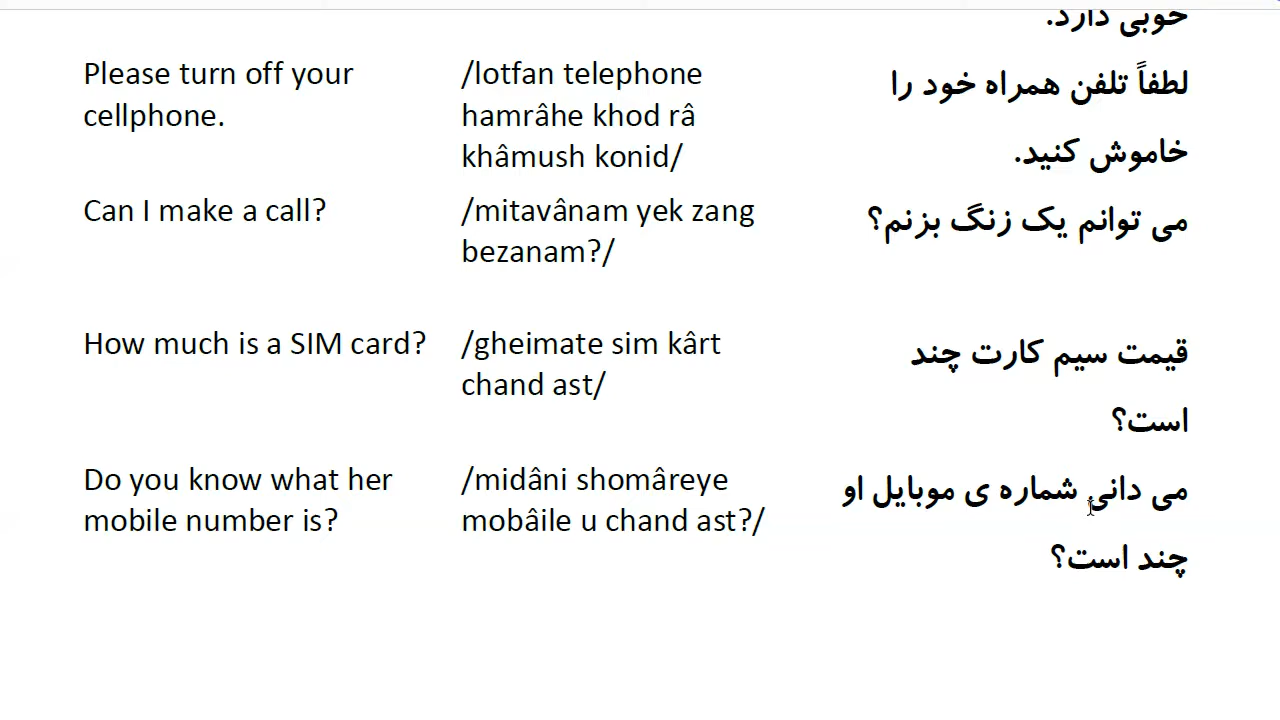 خوبی دارد.
Please turn off your
cellphone.
/lotfan telephone
hamrâhe khod râ
khâmush konid/
لطفاً تلفن همراه خود را
خاموش کنید.
Can I make a call?
/mitavânam yek zang
bezanam?/
می توانم یک زنگ بزنم؟
How much is a SIM card?
/gheimate sim kârt
chand ast/
قیمت سیم کارت چند
است؟
Do you know what her
mobile number is?
/midâni shomâreye
mobâile u chand ast?/
می دانی شماره ی موبایل او
چند است؟